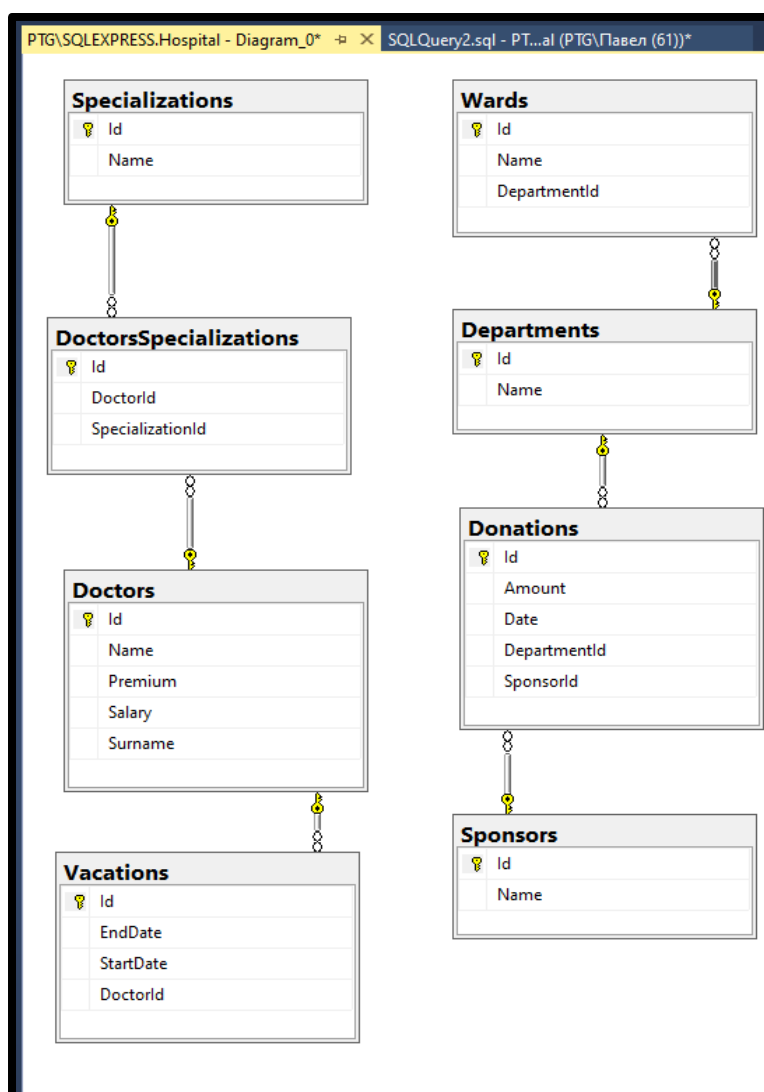 PTG\SQLEXPRESS.Hospital - Diagram_0*
SQLQuery2.sql - PT...al (PTG\Павел (61))*
Specializations
Id
Name
DoctorsSpecializations
Id
DoctorId
SpecializationId
Doctors
Id
Name
Premium
Salary
Surname
Vacations
Id
EndDate
StartDate
DoctorId
Wards
Id
Name
DepartmentId
Departments
Id
Name
Donations
Id
Amount
Date
DepartmentId
SponsorId
Sponsors
Id
Name